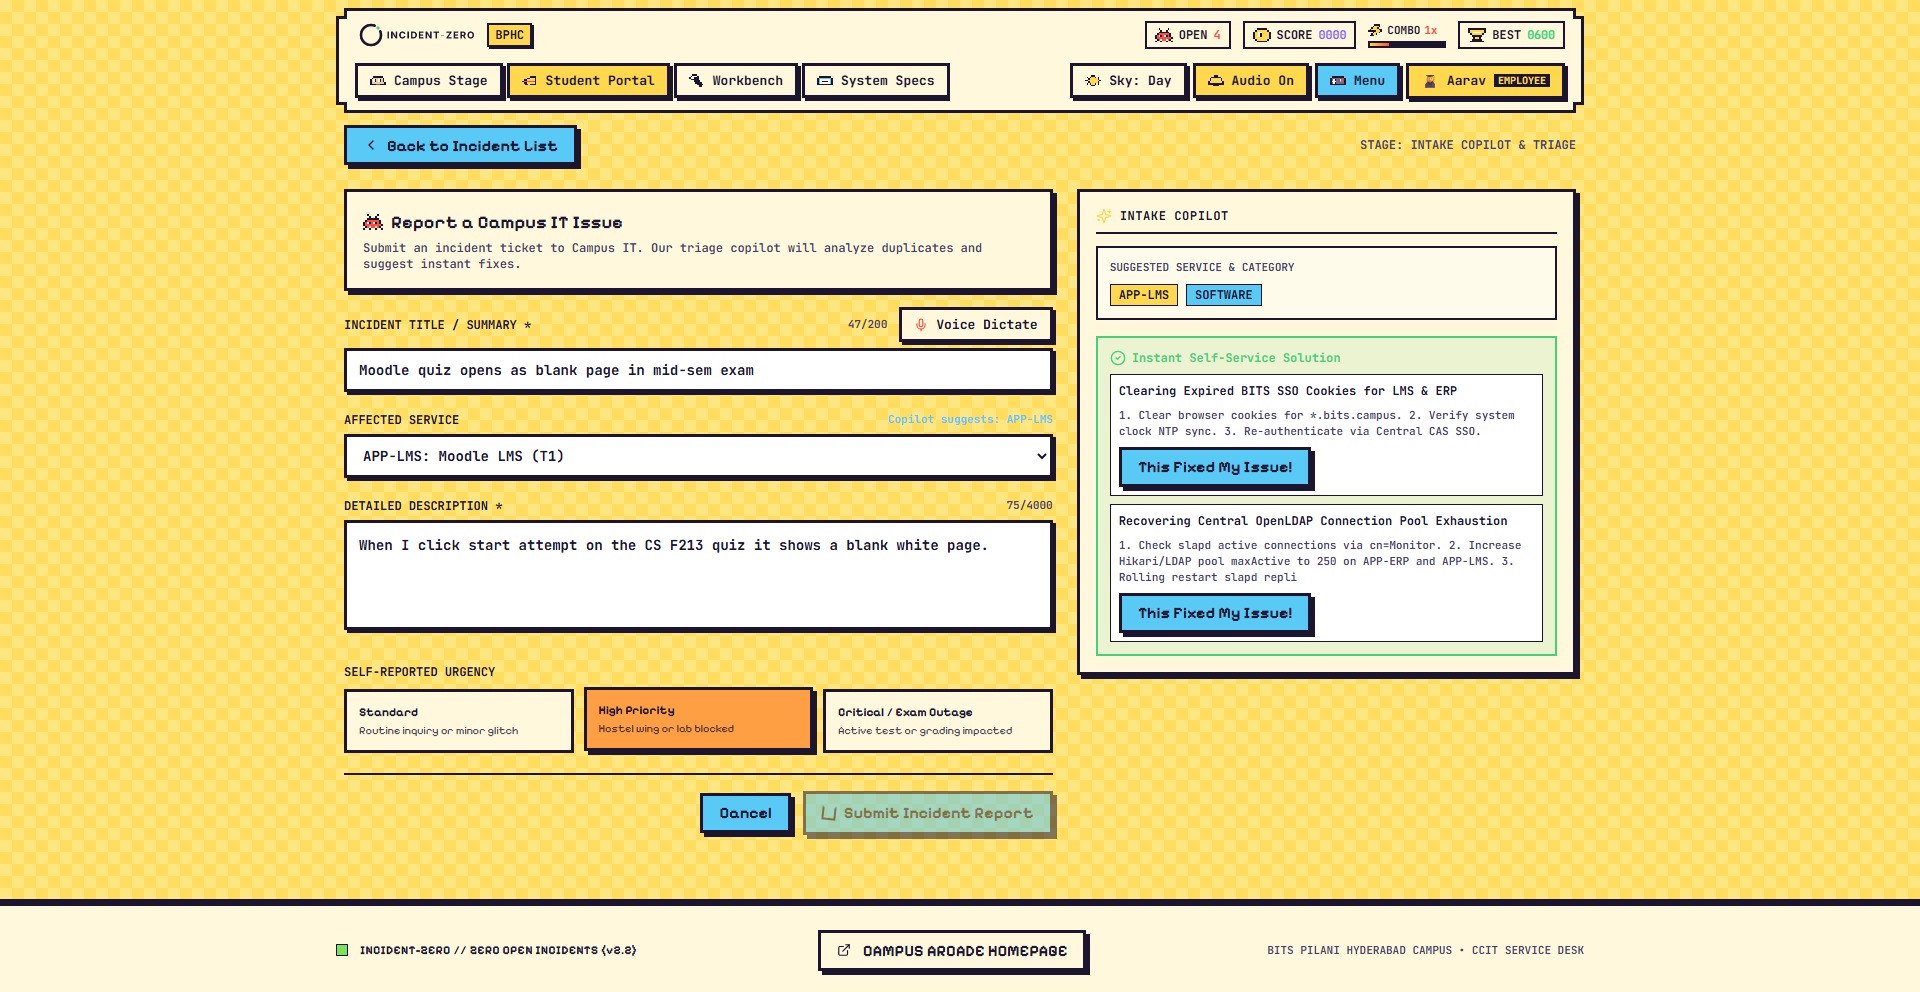 INCIDENT-ZERO
BPHC
OPEN 4
SCORE 0000
COMBO 1x
BEST 0600
Campus Stage
Student Portal
Workbench
System Specs
Sky: Day
Audio On
Menu
Aarav EMPLOYEE
Back to Incident List
STAGE: INTAKE COPILOT & TRIAGE
Report a Campus IT Issue
Submit an incident ticket to Campus IT. Our triage copilot will analyze duplicates and
suggest instant fixes.
INCIDENT TITLE / SUMMARY *
47/200
Voice Dictate
Moodle quiz opens as blank page in mid-sem exam
AFFECTED SERVICE
Copilot suggests: APP-LMS
APP-LMS: Moodle LMS (T1)
DETAILED DESCRIPTION *
75/4000
When I click start attempt on the CS F213 quiz it shows a blank white page.
SELF-REPORTED URGENCY
Standard
Routine inquiry or minor glitch
High Priority
Hostel wing or lab blocked
Critical / Exam Outage
Active test or grading impacted
Cancel
Submit Incident Report
INTAKE COPILOT
SUGGESTED SERVICE & CATEGORY
APP-LMS
SOFTWARE
Instant Self-Service Solution
Clearing Expired BITS SSO Cookies for LMS & ERP
1. Clear browser cookies for *.bits.campus. 2. Verify system
clock NTP sync. 3. Re-authenticate via Central CAS SSO.
This Fixed My Issue!
Recovering Central OpenLDAP Connection Pool Exhaustion
1. Check slapd active connections via cn=Monitor. 2. Increase
Hikari/LDAP pool maxActive to 250 on APP-ERP and APP-LMS. 3.
Rolling restart slapd repli
This Fixed My Issue!
INCIDENT-ZERO // ZERO OPEN INCIDENTS (v2.2)
CAMPUS ARCADE HOMEPAGE
BITS PILANI HYDERABAD CAMPUS • CCIT SERVICE DESK